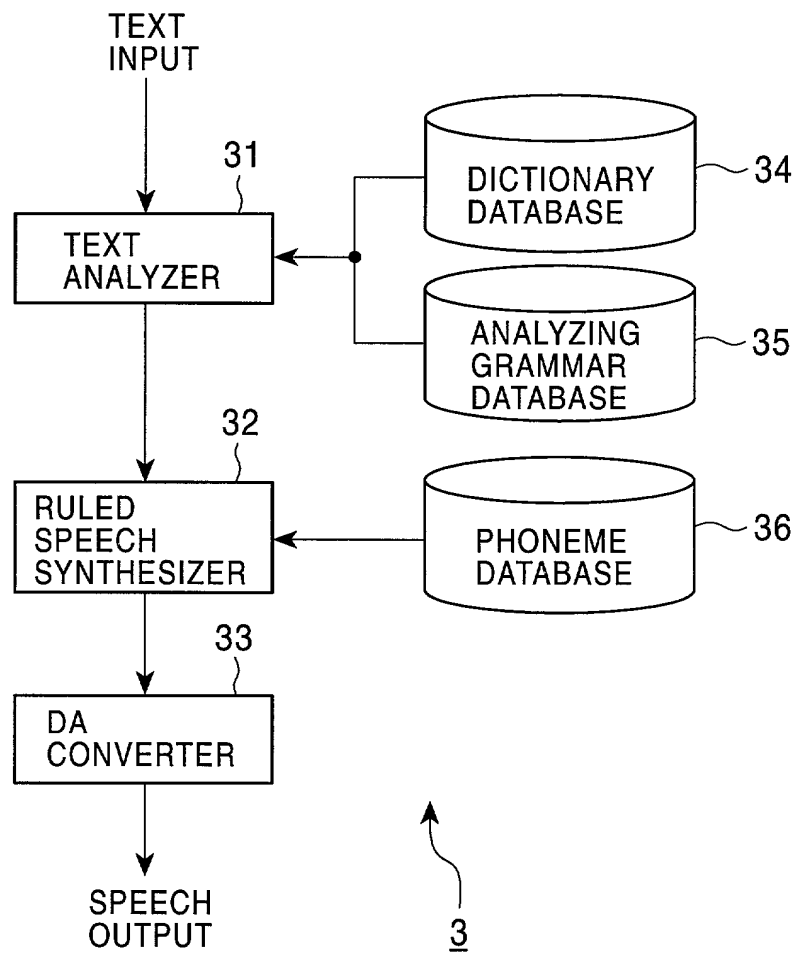 TEXT
INPUT
31
TEXT
ANALYZER
DICTIONARY
DATABASE
34
ANALYZING
GRAMMAR
DATABASE
35
32
RULED
SPEECH
SYNTHESIZER
PHONEME
DATABASE
36
33
DA
CONVERTER
SPEECH
OUTPUT
3